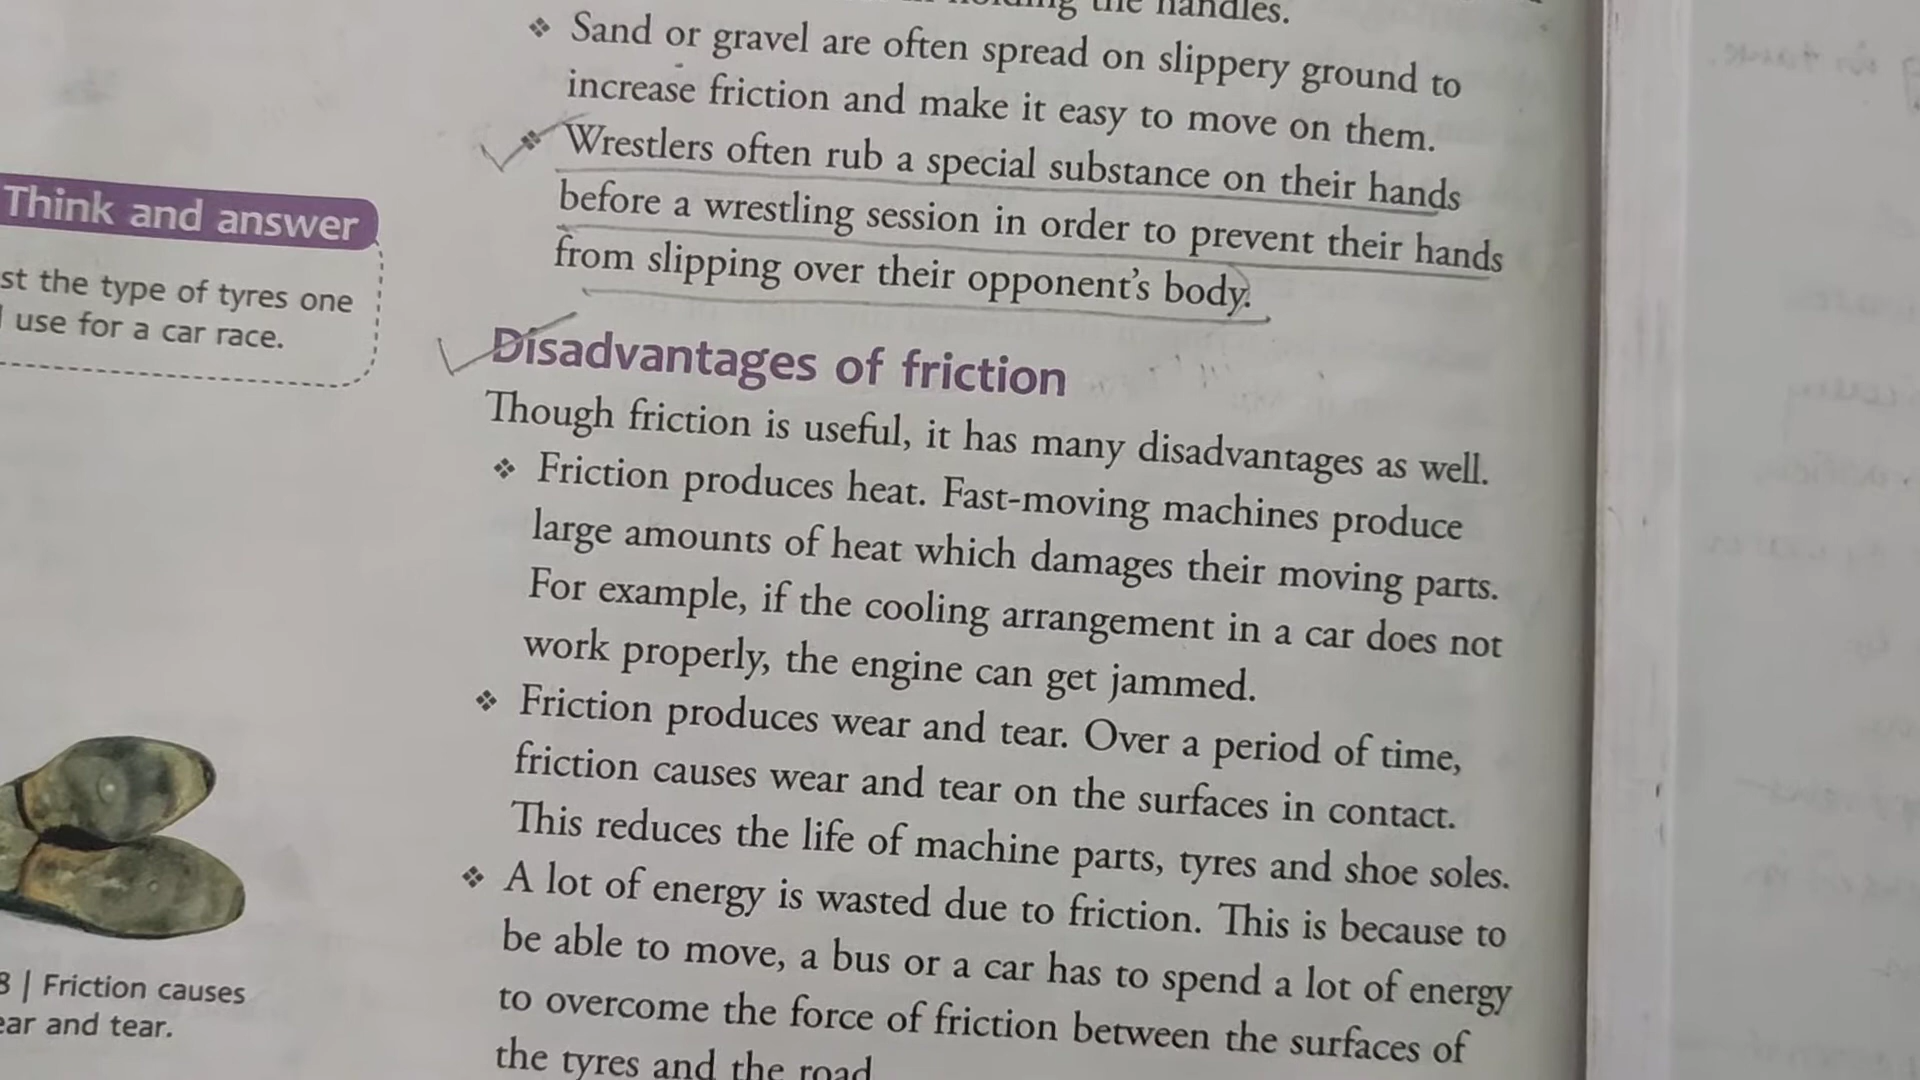 holding the handles.
❖ Sand or gravel are often spread on slippery ground to
increase friction and make it easy to move on them.
❖ Wrestlers often rub a special substance on their hands
before a wrestling session in order to prevent their hands
from slipping over their opponent's body.
Think and answer
st the type of tyres one
use for a car race.
Disadvantages of friction
Though friction is useful, it has many disadvantages as well.
❖ Friction produces heat. Fast-moving machines produce
large amounts of heat which damages their moving parts.
For example, if the cooling arrangement in a car does not
work properly, the engine can get jammed.
❖ Friction produces wear and tear. Over a period of time,
friction causes wear and tear on the surfaces in contact.
This reduces the life of machine parts, tyres and shoe soles.
❖ A lot of energy is wasted due to friction. This is because to
be able to move, a bus or a car has to spend a lot of energy
to overcome the force of friction between the surfaces of
the tyres and the road
8 | Friction causes
ear and tear.